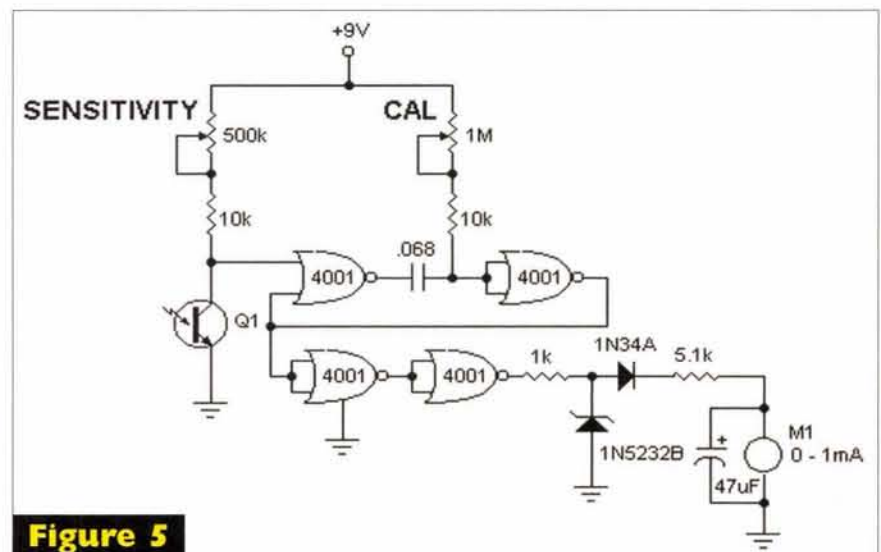 +9V
SENSITIVITY
CAL
500k
1M
10k
10k
.068
4001
4001
Q1
4001
4001
1k
1N34A
5.1k
1N5232B
47uF
+
M1
0 - 1mA
Figure 5